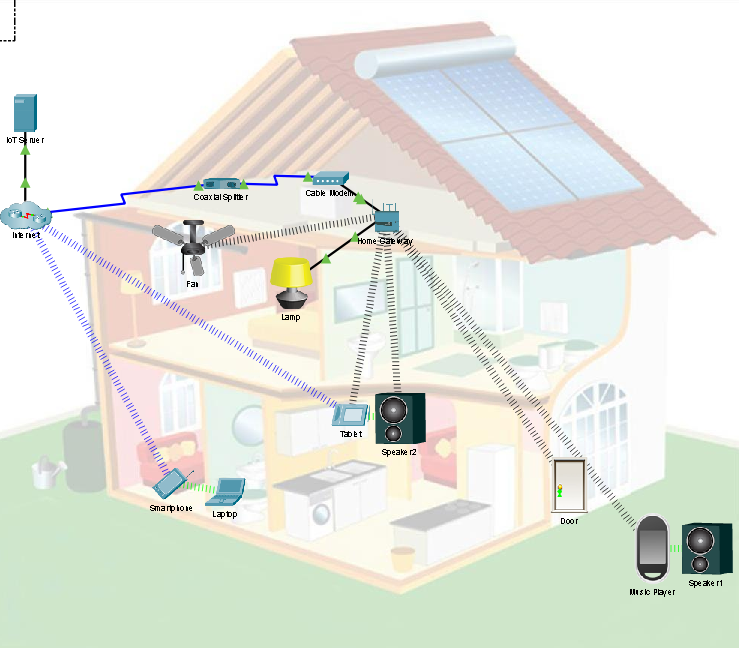 IoT Server
Coaxial Splitter
Cable Modem
Internet
Home Gateway
Fan
Lamp
Tablet
Speaker2
Smartphone
Laptop
Door
Music Player
Speaker1